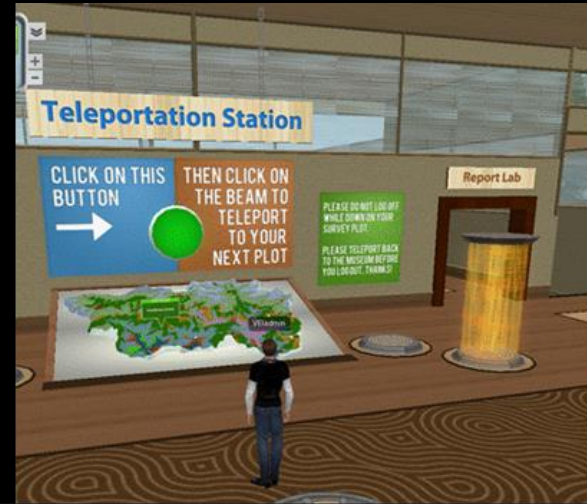 Teleportation Station
CLICK ON THIS
BUTTON
THEN CLICK ON
THE BEAM TO
TELEPORT
TO YOUR
NEXT PLOT
PLEASE DO NOT LOG OFF
WHILE DOWN ON YOUR
SURVEY PLOT.
PLEASE TELEPORT BACK
TO THE MUSEUM BEFORE
YOU LOG OUT. THANKS!
Report Lab